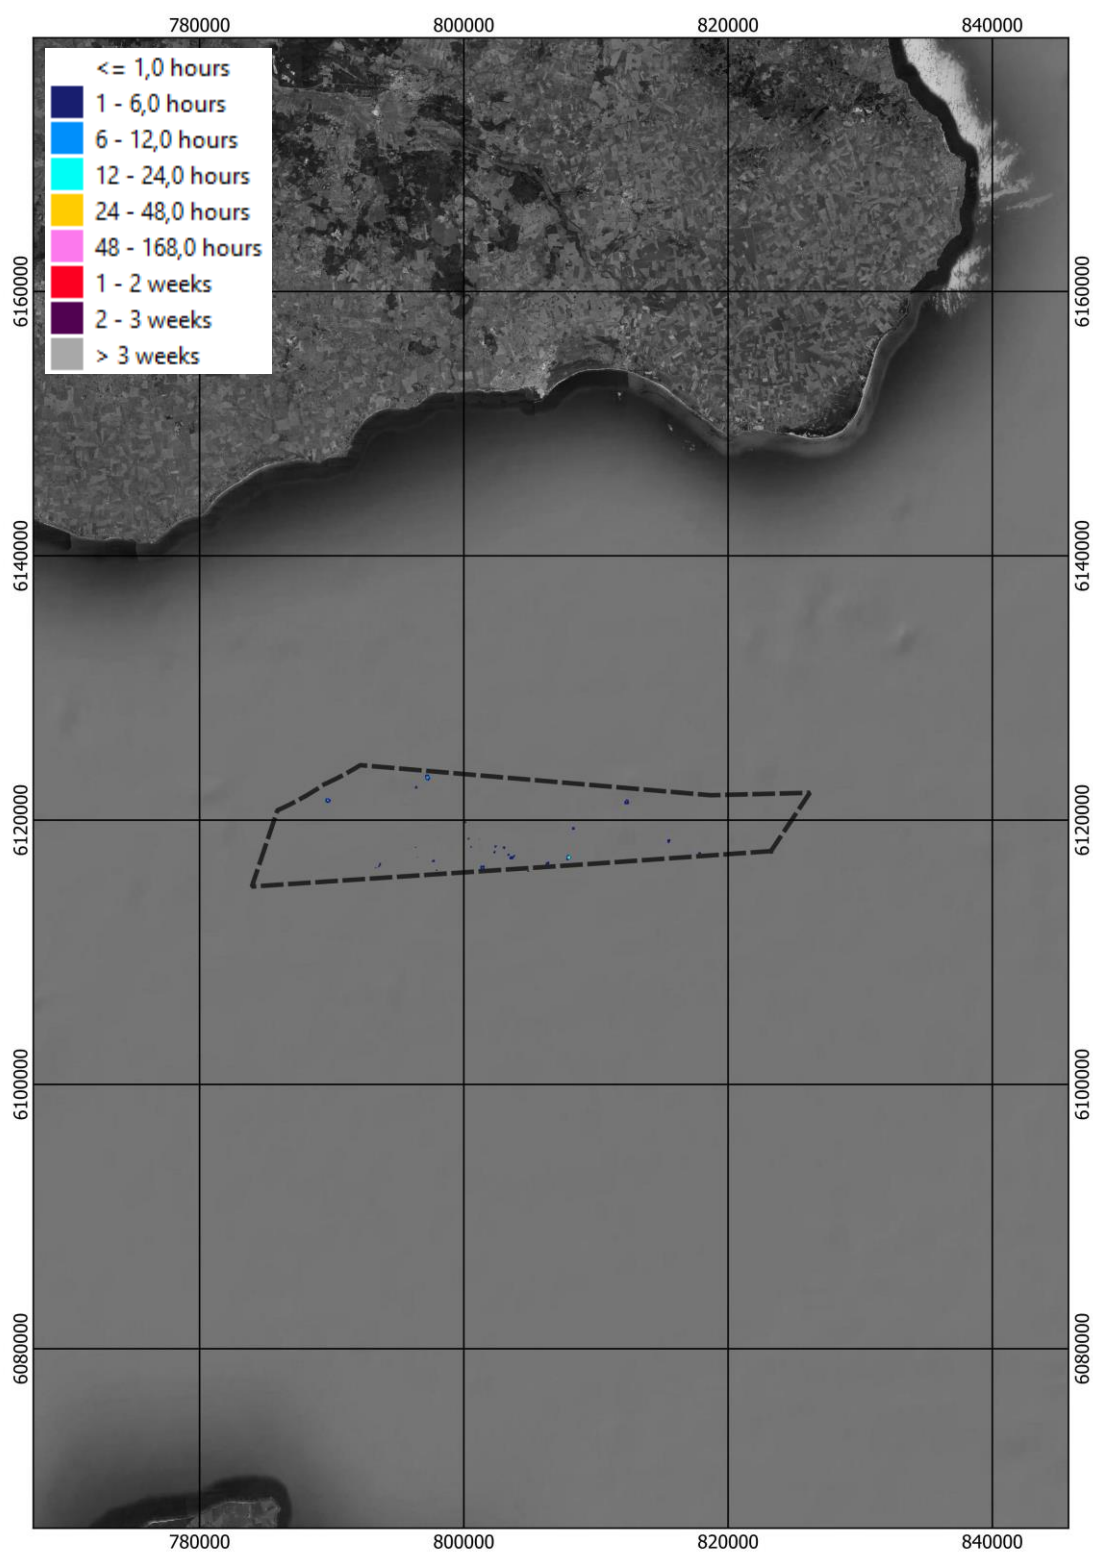 780000 800000 820000 840000
<= 1,0 hours
1 - 6,0 hours
6 - 12,0 hours
12 - 24,0 hours
24 - 48,0 hours
48 - 168,0 hours
1 - 2 weeks
2 - 3 weeks
> 3 weeks
6160000 6160000
6140000 6140000
6120000 6120000
6100000 6100000
6080000 6080000
780000 800000 820000 840000